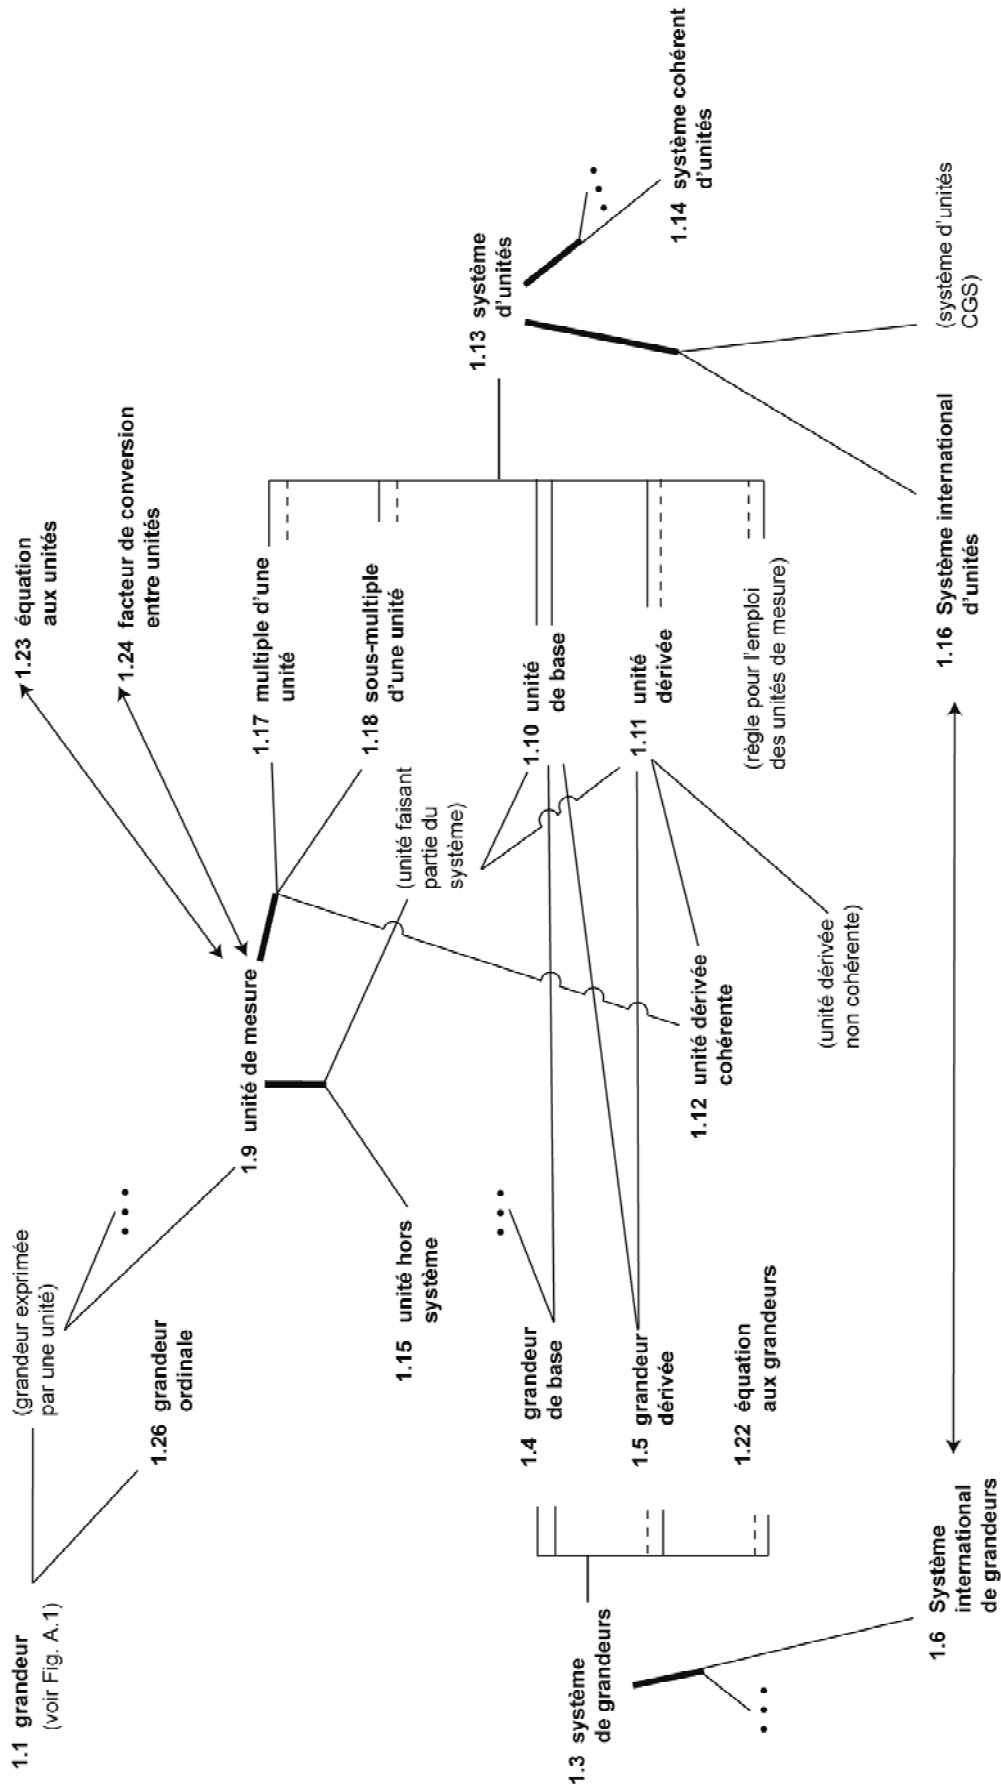 1.1 grandeur
(voir Fig. A.1)
(grandeur exprimée
par une unité)
1.26 grandeur
ordinale
1.9 unité de mesure
1.23 équation
aux unités
1.24 facteur de conversion
entre unités
1.17 multiple d'une
unité
1.18 sous-multiple
d'une unité
(unité faisant
partie du
système)
1.15 unité hors
système
1.13 système
d'unités
1.14 système cohérent
d'unités
1.10 unité
de base
1.11 unité
dérivée
(règle pour l'emploi
des unités de mesure)
1.12 unité dérivée
cohérente
(unité dérivée
non cohérente)
1.3 système
de grandeurs
1.4 grandeur
de base
1.5 grandeur
dérivée
1.22 équation
aux grandeurs
1.6 Système
international
de grandeurs
1.16 Système international
d'unités
(système d'unités
CGS)